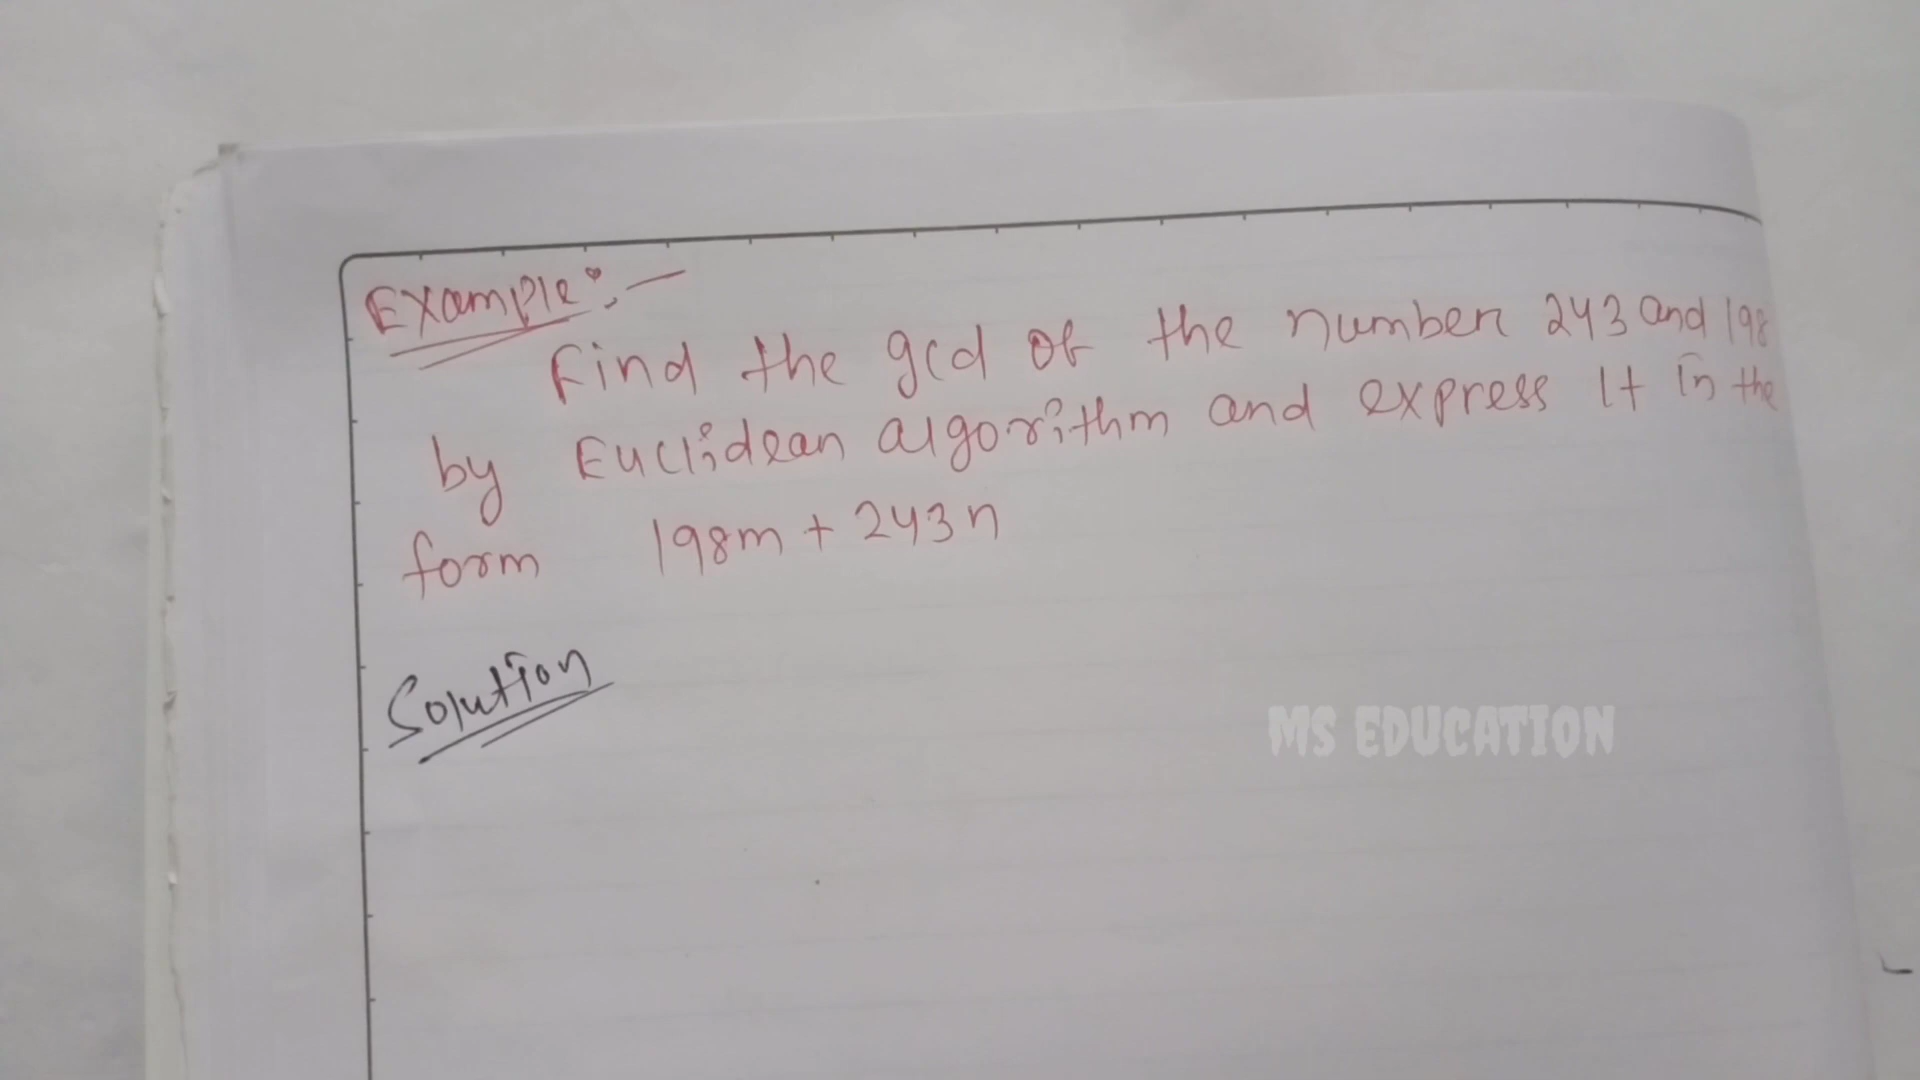 Example:-
Find the gcd of the number 243 and 198
by Euclidean algorithm and express it in the
form 198m + 243n
Solution
MS EDUCATION